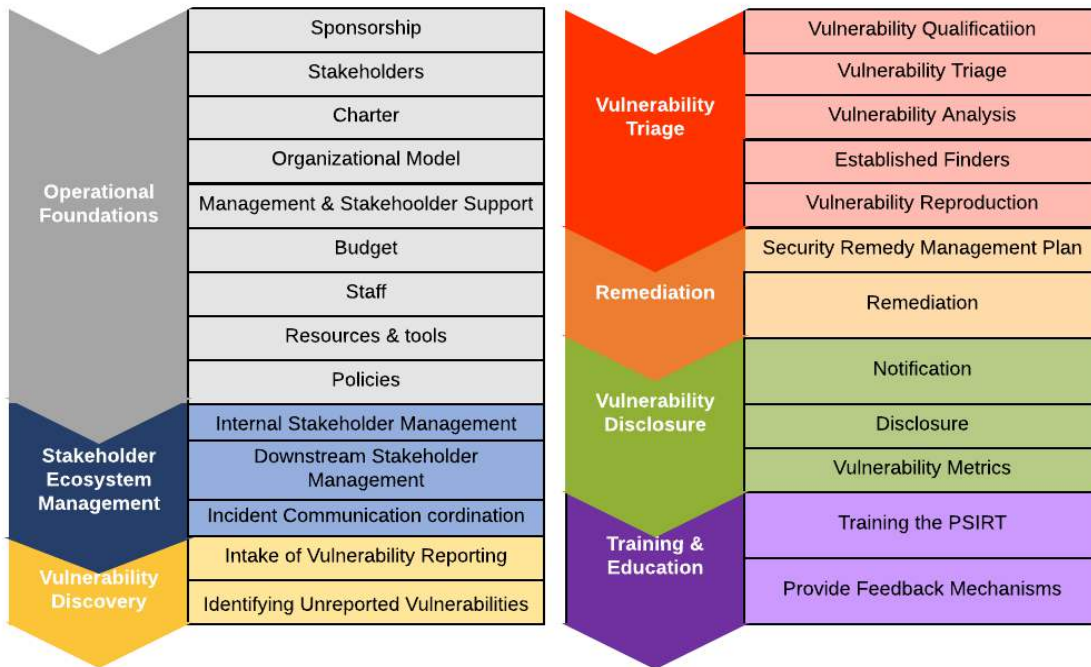 Operational
Foundations
Sponsorship
Stakeholders
Charter
Organizational Model
Management & Stakehoolder Support
Budget
Staff
Resources & tools
Policies
Stakeholder
Ecosystem
Management
Internal Stakeholder Management
Downstream Stakeholder
Management
Incident Communication cordination
Vulnerability
Discovery
Intake of Vulnerability Reporting
Identifying Unreported Vulnerabilities
Vulnerability
Triage
Vulnerability Qualificatiion
Vulnerability Triage
Vulnerability Analysis
Established Finders
Vulnerability Reproduction
Remediation
Security Remedy Management Plan
Remediation
Vulnerability
Disclosure
Notification
Disclosure
Vulnerability Metrics
Training &
Education
Training the PSIRT
Provide Feedback Mechanisms